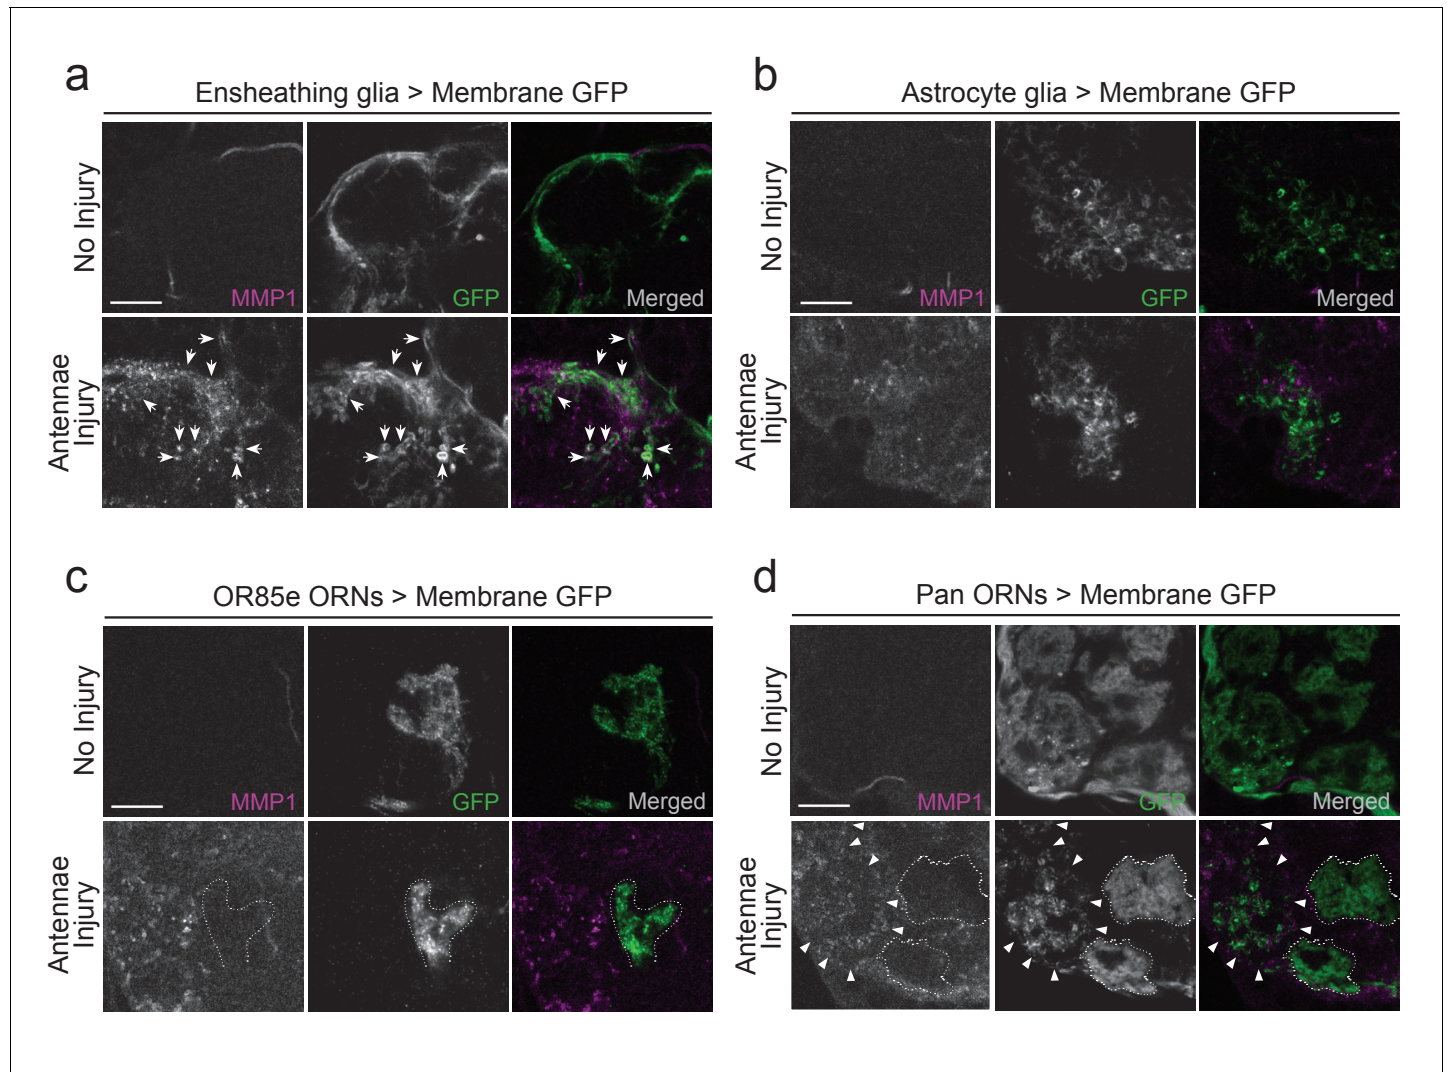 a
Ensheathing glia > Membrane GFP
No Injury
MMP1
GFP
Merged
Antennae
Injury
b
Astrocyte glia > Membrane GFP
No Injury
MMP1
GFP
Merged
Antennae
Injury
c
OR85e ORNs > Membrane GFP
No Injury
MMP1
GFP
Merged
Antennae
Injury
d
Pan ORNs > Membrane GFP
No Injury
MMP1
GFP
Merged
Antennae
Injury